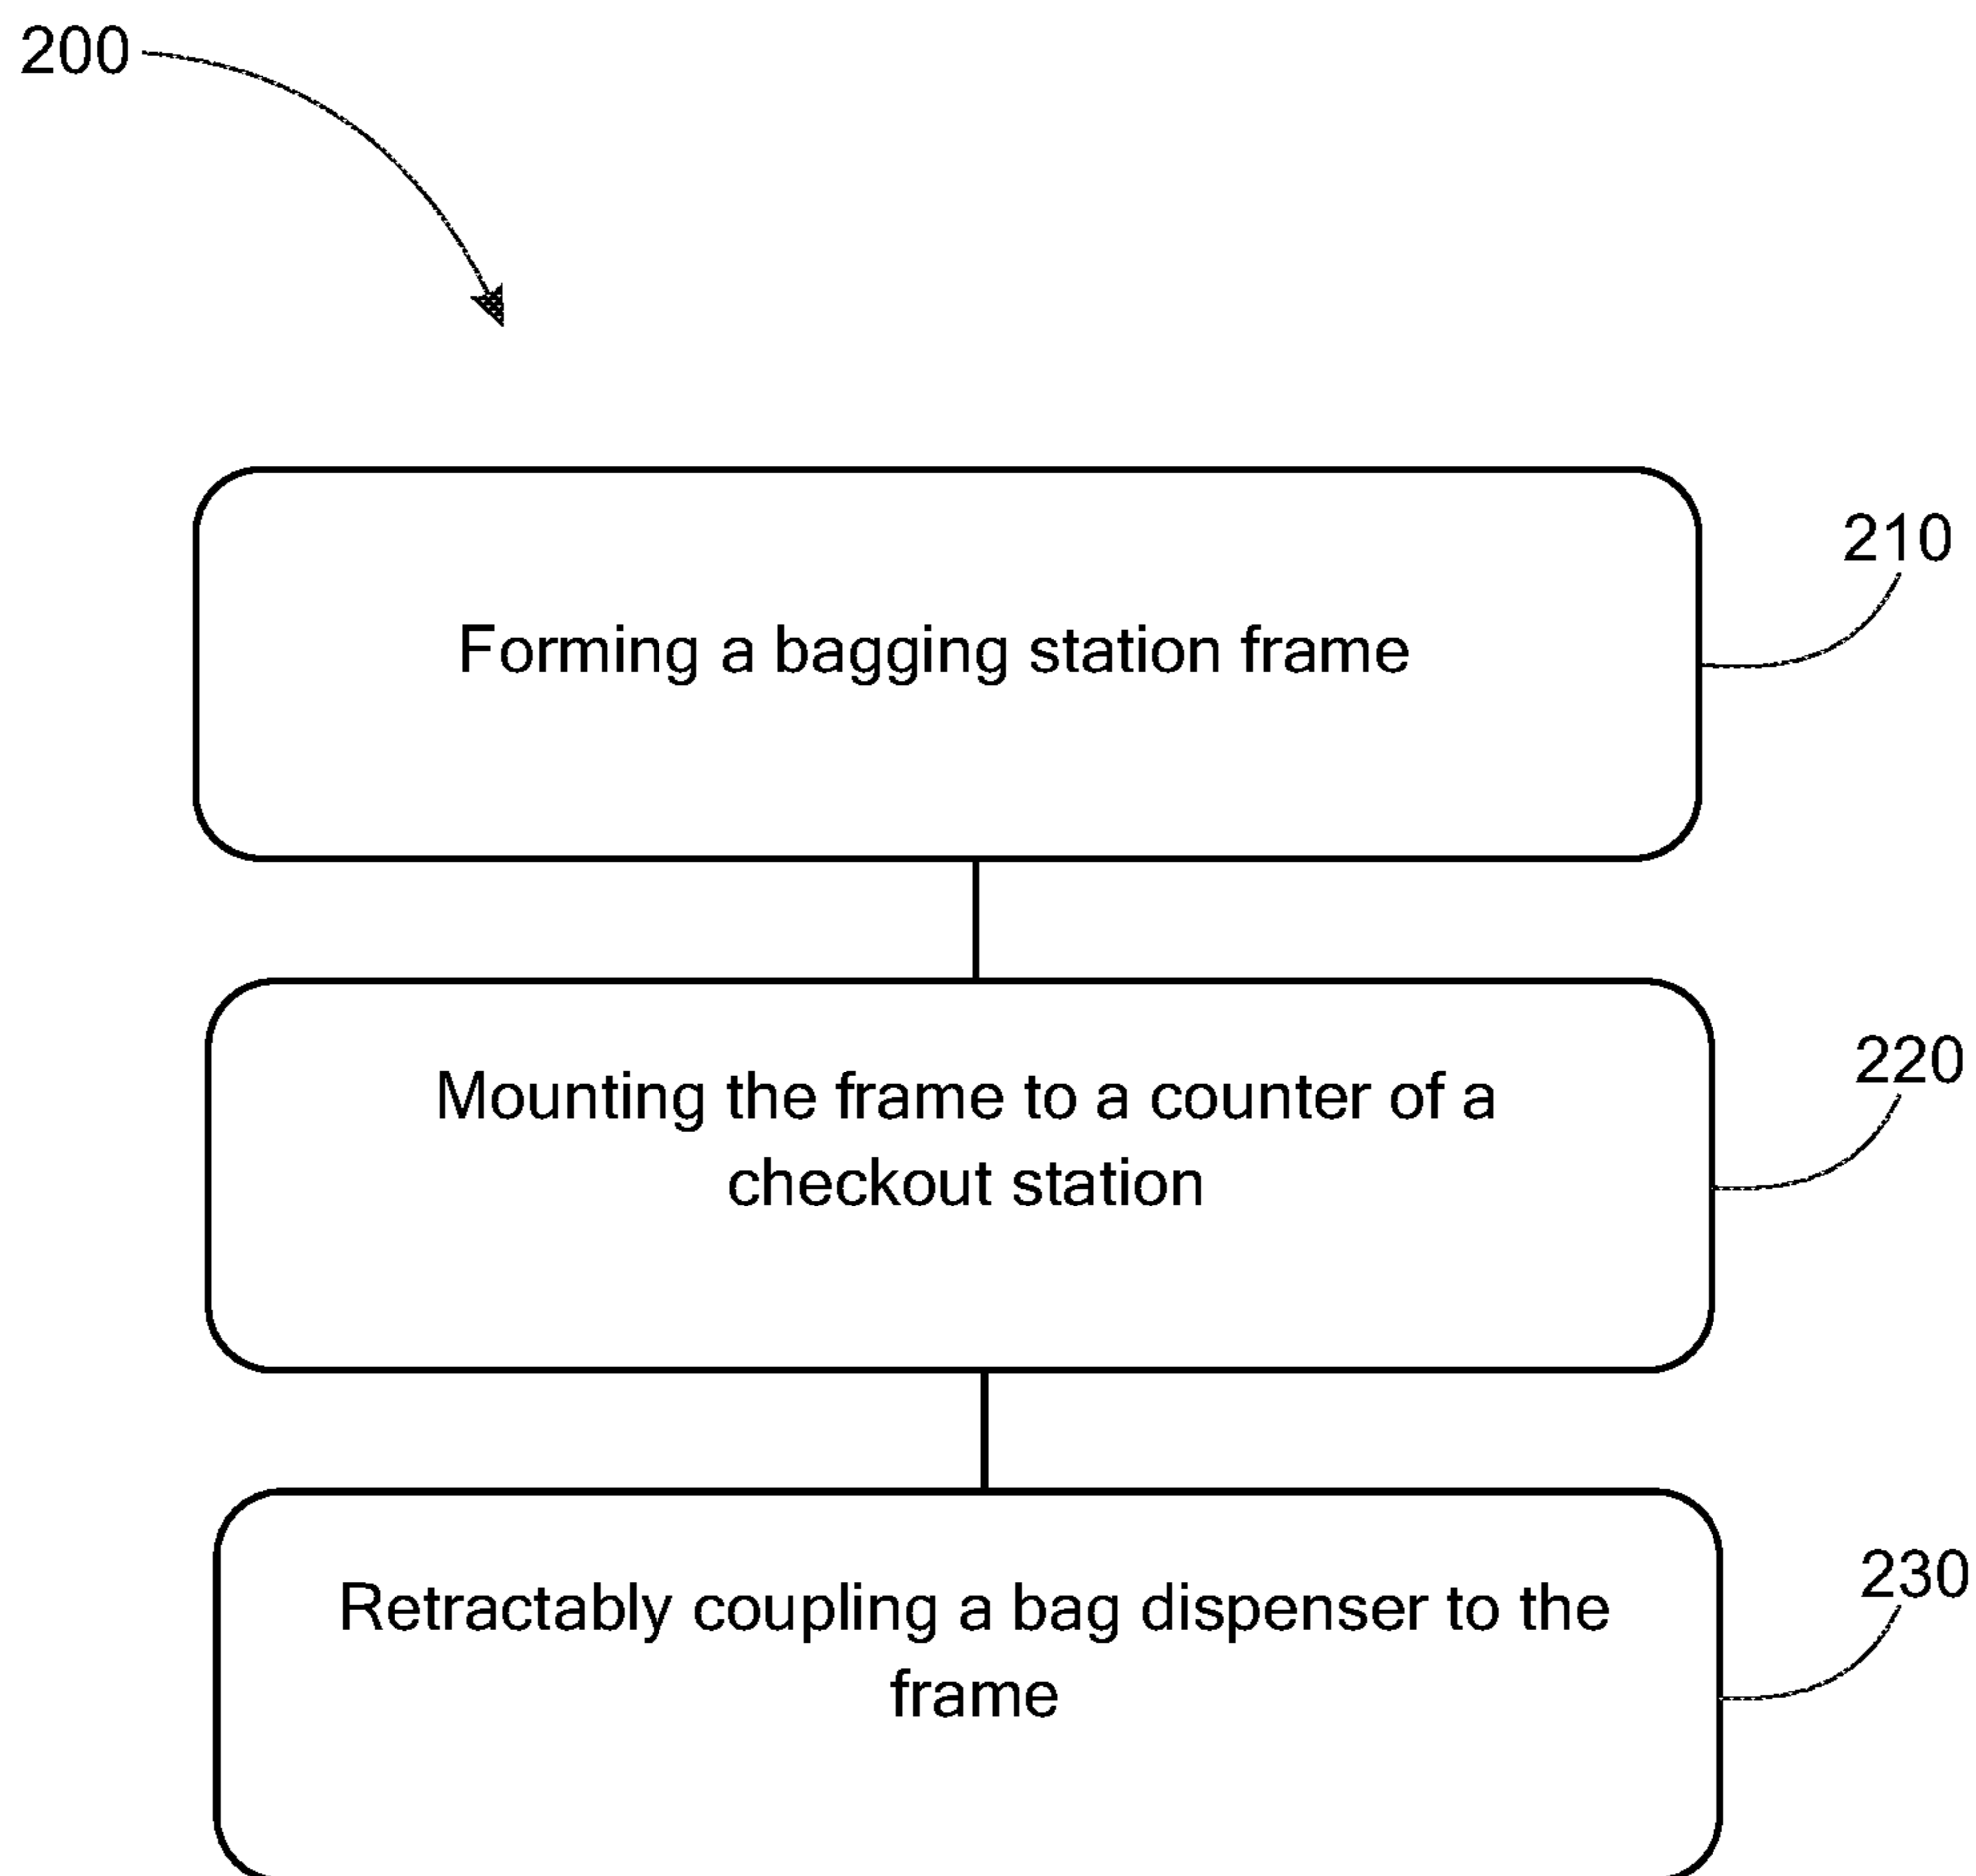 200
210
Forming a bagging station frame
220
Mounting the frame to a counter of a
checkout station
230
Retractably coupling a bag dispenser to the
frame